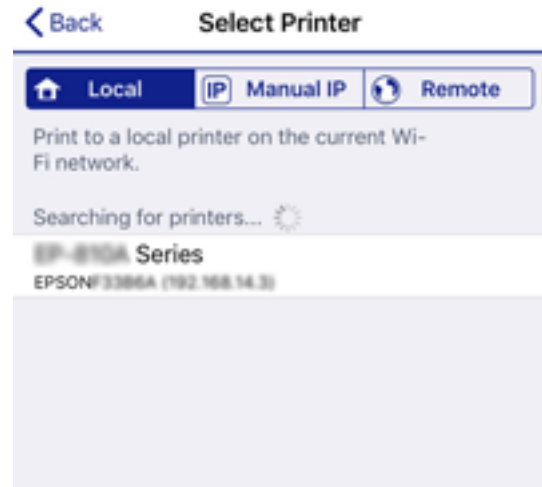 Back
Select Printer
Local
IP Manual IP
Remote
Print to a local printer on the current Wi-
Fi network.
Searching for printers...
Series
EPSON